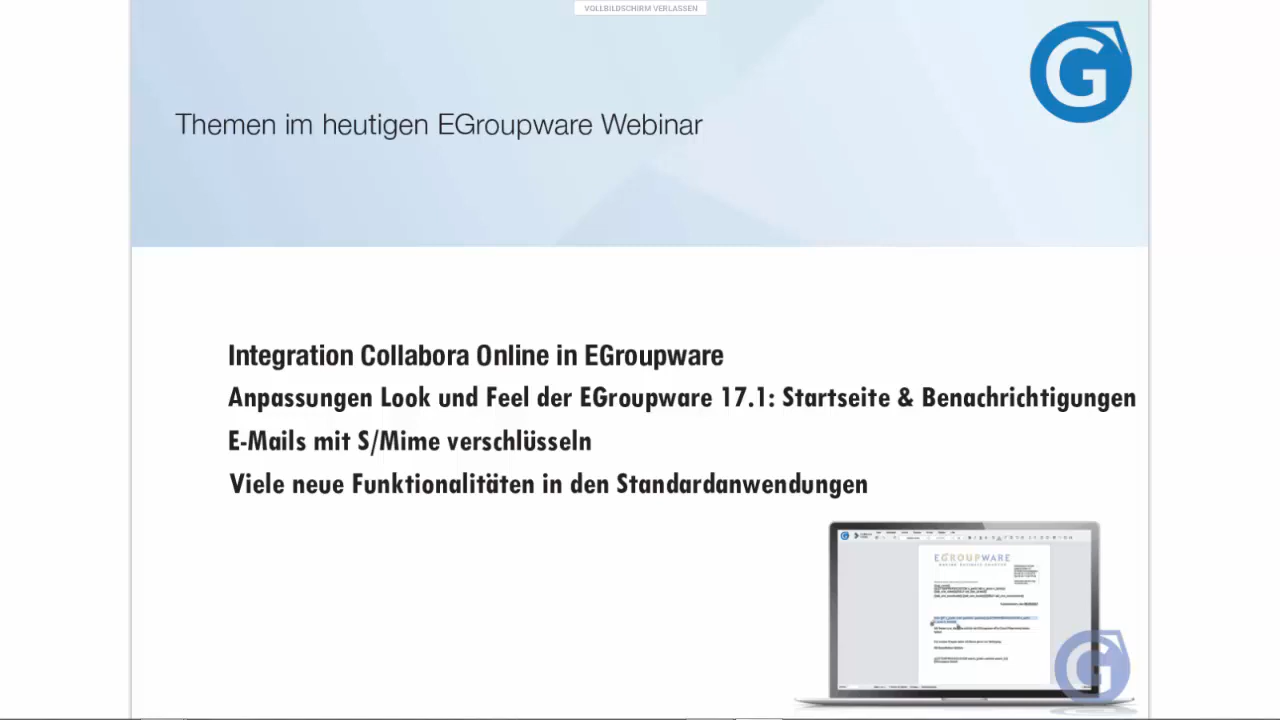 VOLLBILDSCHIRM VERLASSEN
G
Themen im heutigen EGroupware Webinar
Integration Collabora Online in EGroupware
Anpassungen Look und Feel der EGroupware 17.1: Startseite & Benachrichtigungen
E-Mails mit S/Mime verschlüsseln
Viele neue Funktionalitäten in den Standardanwendungen
EGROUPWARE
G